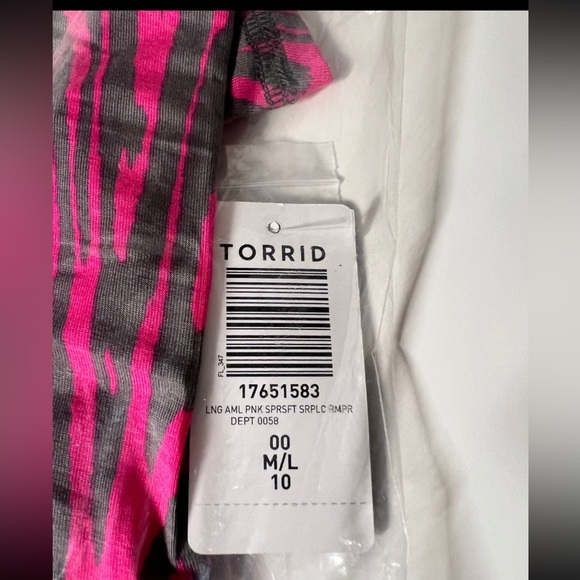 TORRID
FL_347
17651583
LNG AML PNK SPRSFT SRPLC RMPR
DEPT 0058
00
M/L
10